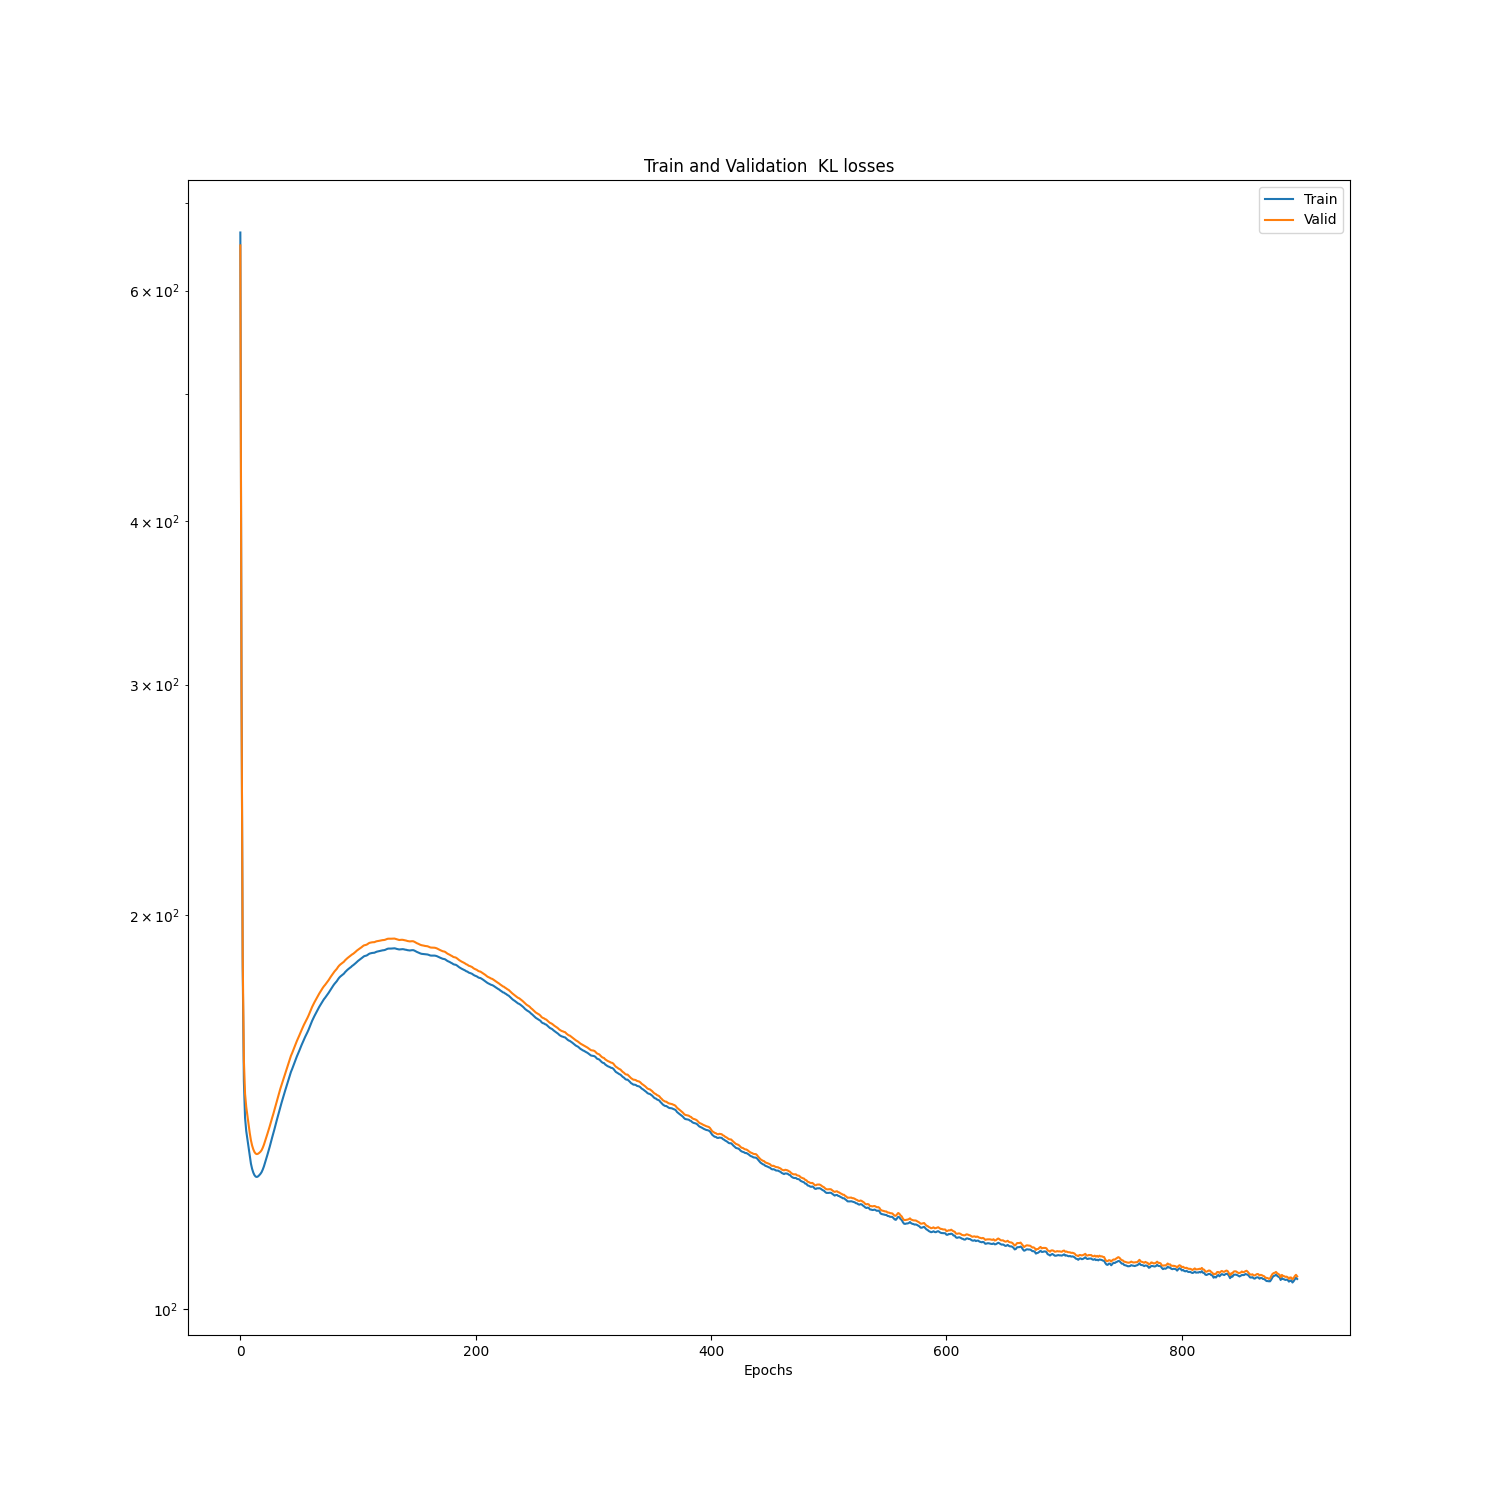 Train and Validation  KL losses
Train
Valid
6 × 10²
4 × 10²
3 × 10²
2 × 10²
10²
0 200 400 600 800
Epochs